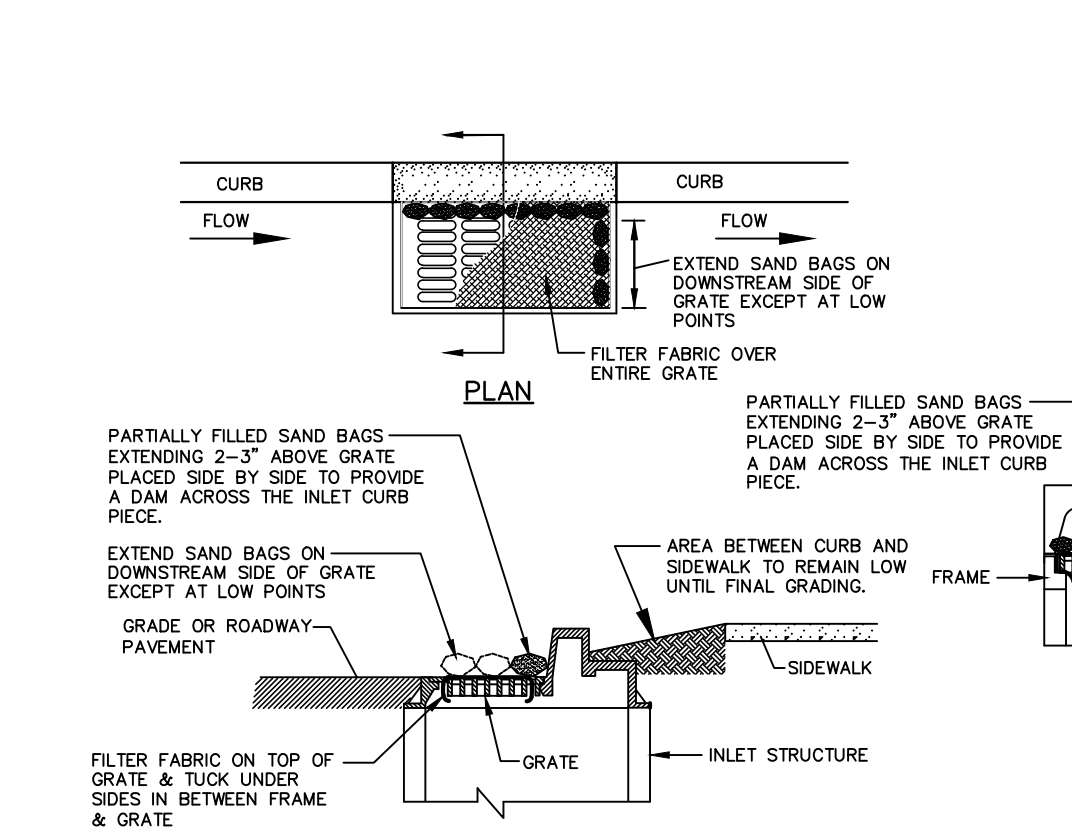 CURB
CURB
FLOW
FLOW
EXTEND SAND BAGS ON
DOWNSTREAM SIDE OF
GRATE EXCEPT AT LOW
POINTS
FILTER FABRIC OVER
ENTIRE GRATE
PLAN
PARTIALLY FILLED SAND BAGS
EXTENDING 2–3" ABOVE GRATE
PLACED SIDE BY SIDE TO PROVIDE
A DAM ACROSS THE INLET CURB
PIECE.
PARTIALLY FILLED SAND BAGS
EXTENDING 2–3" ABOVE GRATE
PLACED SIDE BY SIDE TO PROVIDE
A DAM ACROSS THE INLET CURB
PIECE.
EXTEND SAND BAGS ON
DOWNSTREAM SIDE OF GRATE
EXCEPT AT LOW POINTS
AREA BETWEEN CURB AND
SIDEWALK TO REMAIN LOW
UNTIL FINAL GRADING.
FRAME
GRADE OR ROADWAY
PAVEMENT
SIDEWALK
FILTER FABRIC ON TOP OF
GRATE & TUCK UNDER
SIDES IN BETWEEN FRAME
& GRATE
GRATE
INLET STRUCTURE